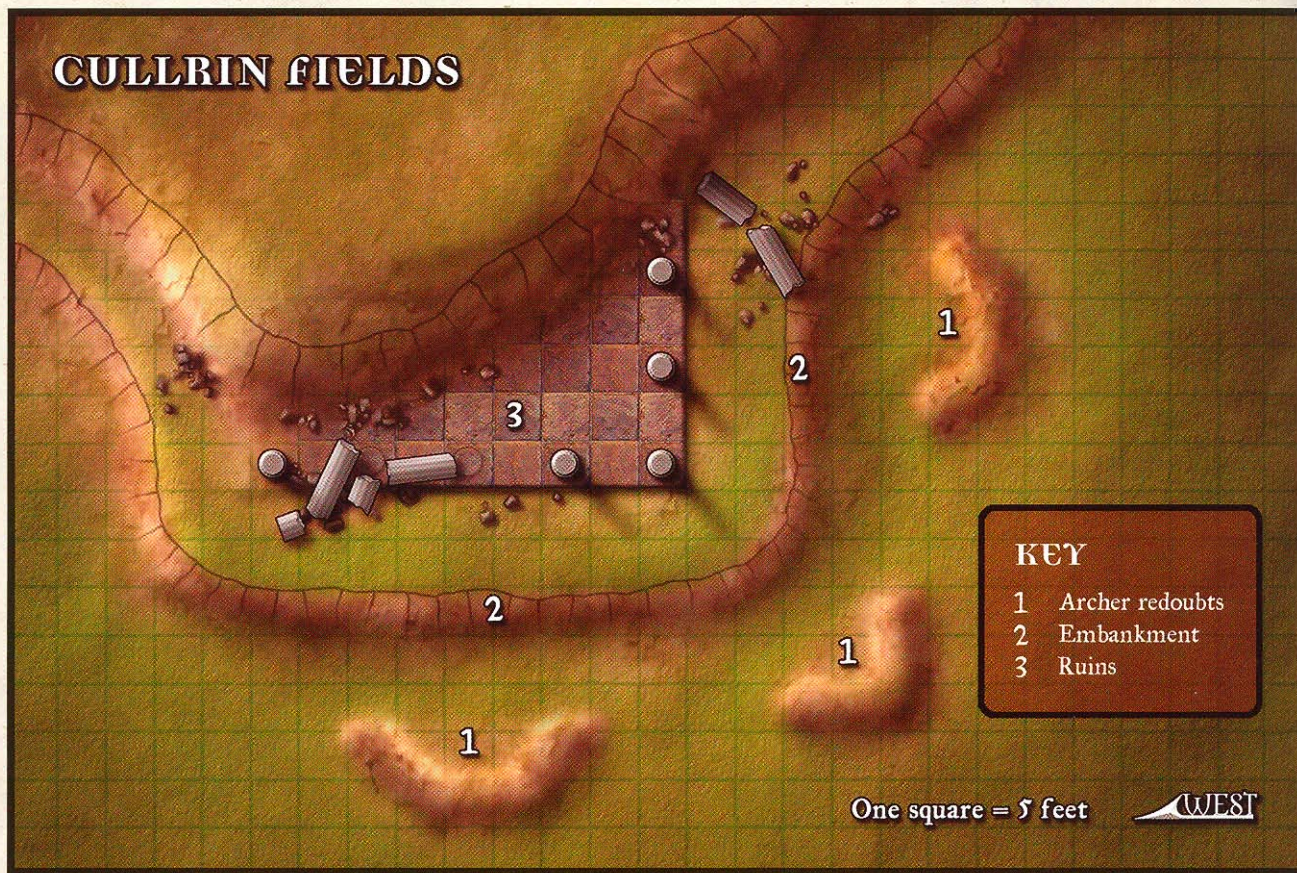 CULLRIN FIELDS
1
2
3
2
1
1
KEY
1 Archer redoubts
2 Embankment
3 Ruins
1
One square = 5 feet
WEST